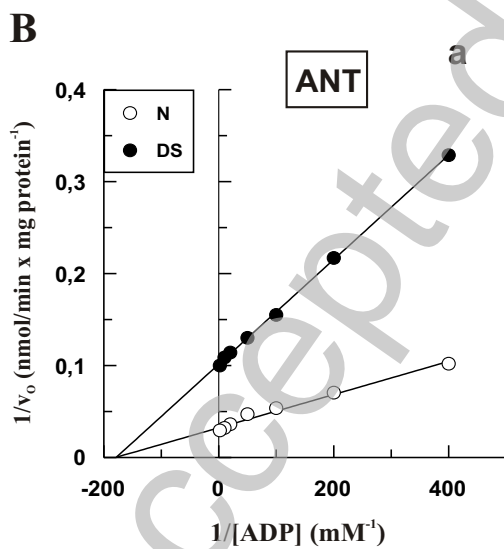 B
a
ANT
N
DS
0,4
0,3
0,2
0,1
0
-200 0 200 400
1/v₀ (nmol/min x mg protein⁻¹)
1/[ADP] (mM⁻¹)
ccepted